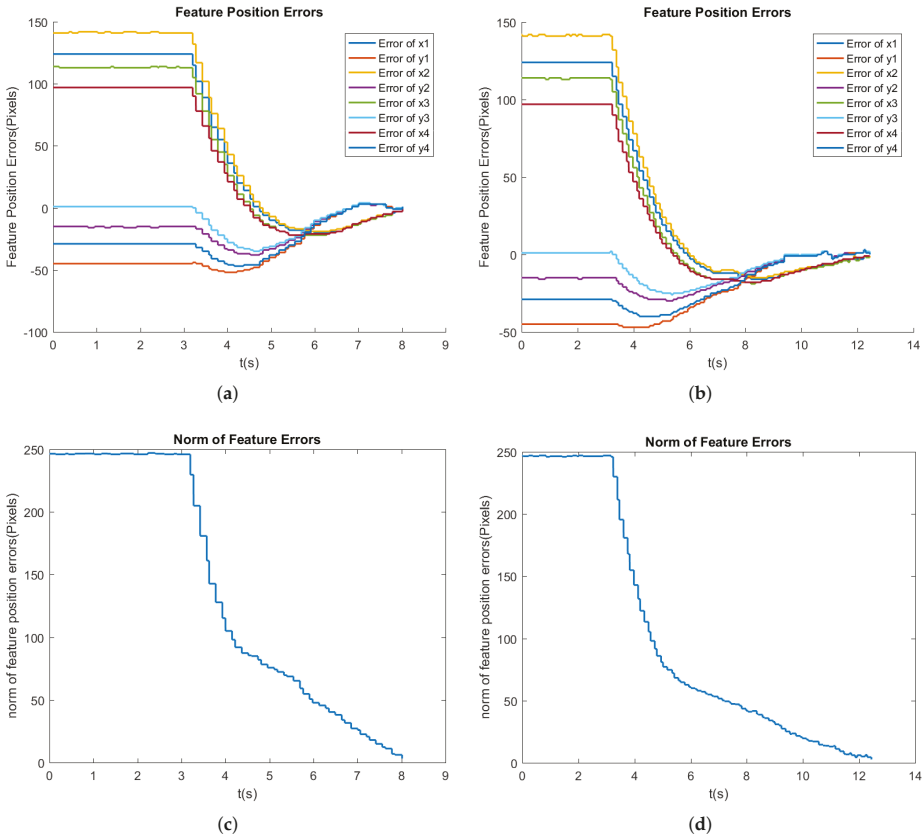 Feature Position Errors
150
100
50
0
-50
-100
Feature Position Errors(Pixels)
0 1 2 3 4 5 6 7 8 9
t(s)
Error of x1
Error of y1
Error of x2
Error of y2
Error of x3
Error of y3
Error of x4
Error of y4
(a)
Feature Position Errors
150
100
50
0
-50
Feature Position Errors(Pixels)
0 2 4 6 8 10 12 14
t(s)
Error of x1
Error of y1
Error of x2
Error of y2
Error of x3
Error of y3
Error of x4
Error of y4
(b)
Norm of Feature Errors
250
200
150
100
50
0
norm of feature position errors(Pixels)
0 1 2 3 4 5 6 7 8 9
t(s)
(c)
Norm of Feature Errors
250
200
150
100
50
0
norm of feature position errors(Pixels)
0 2 4 6 8 10 12 14
t(s)
(d)